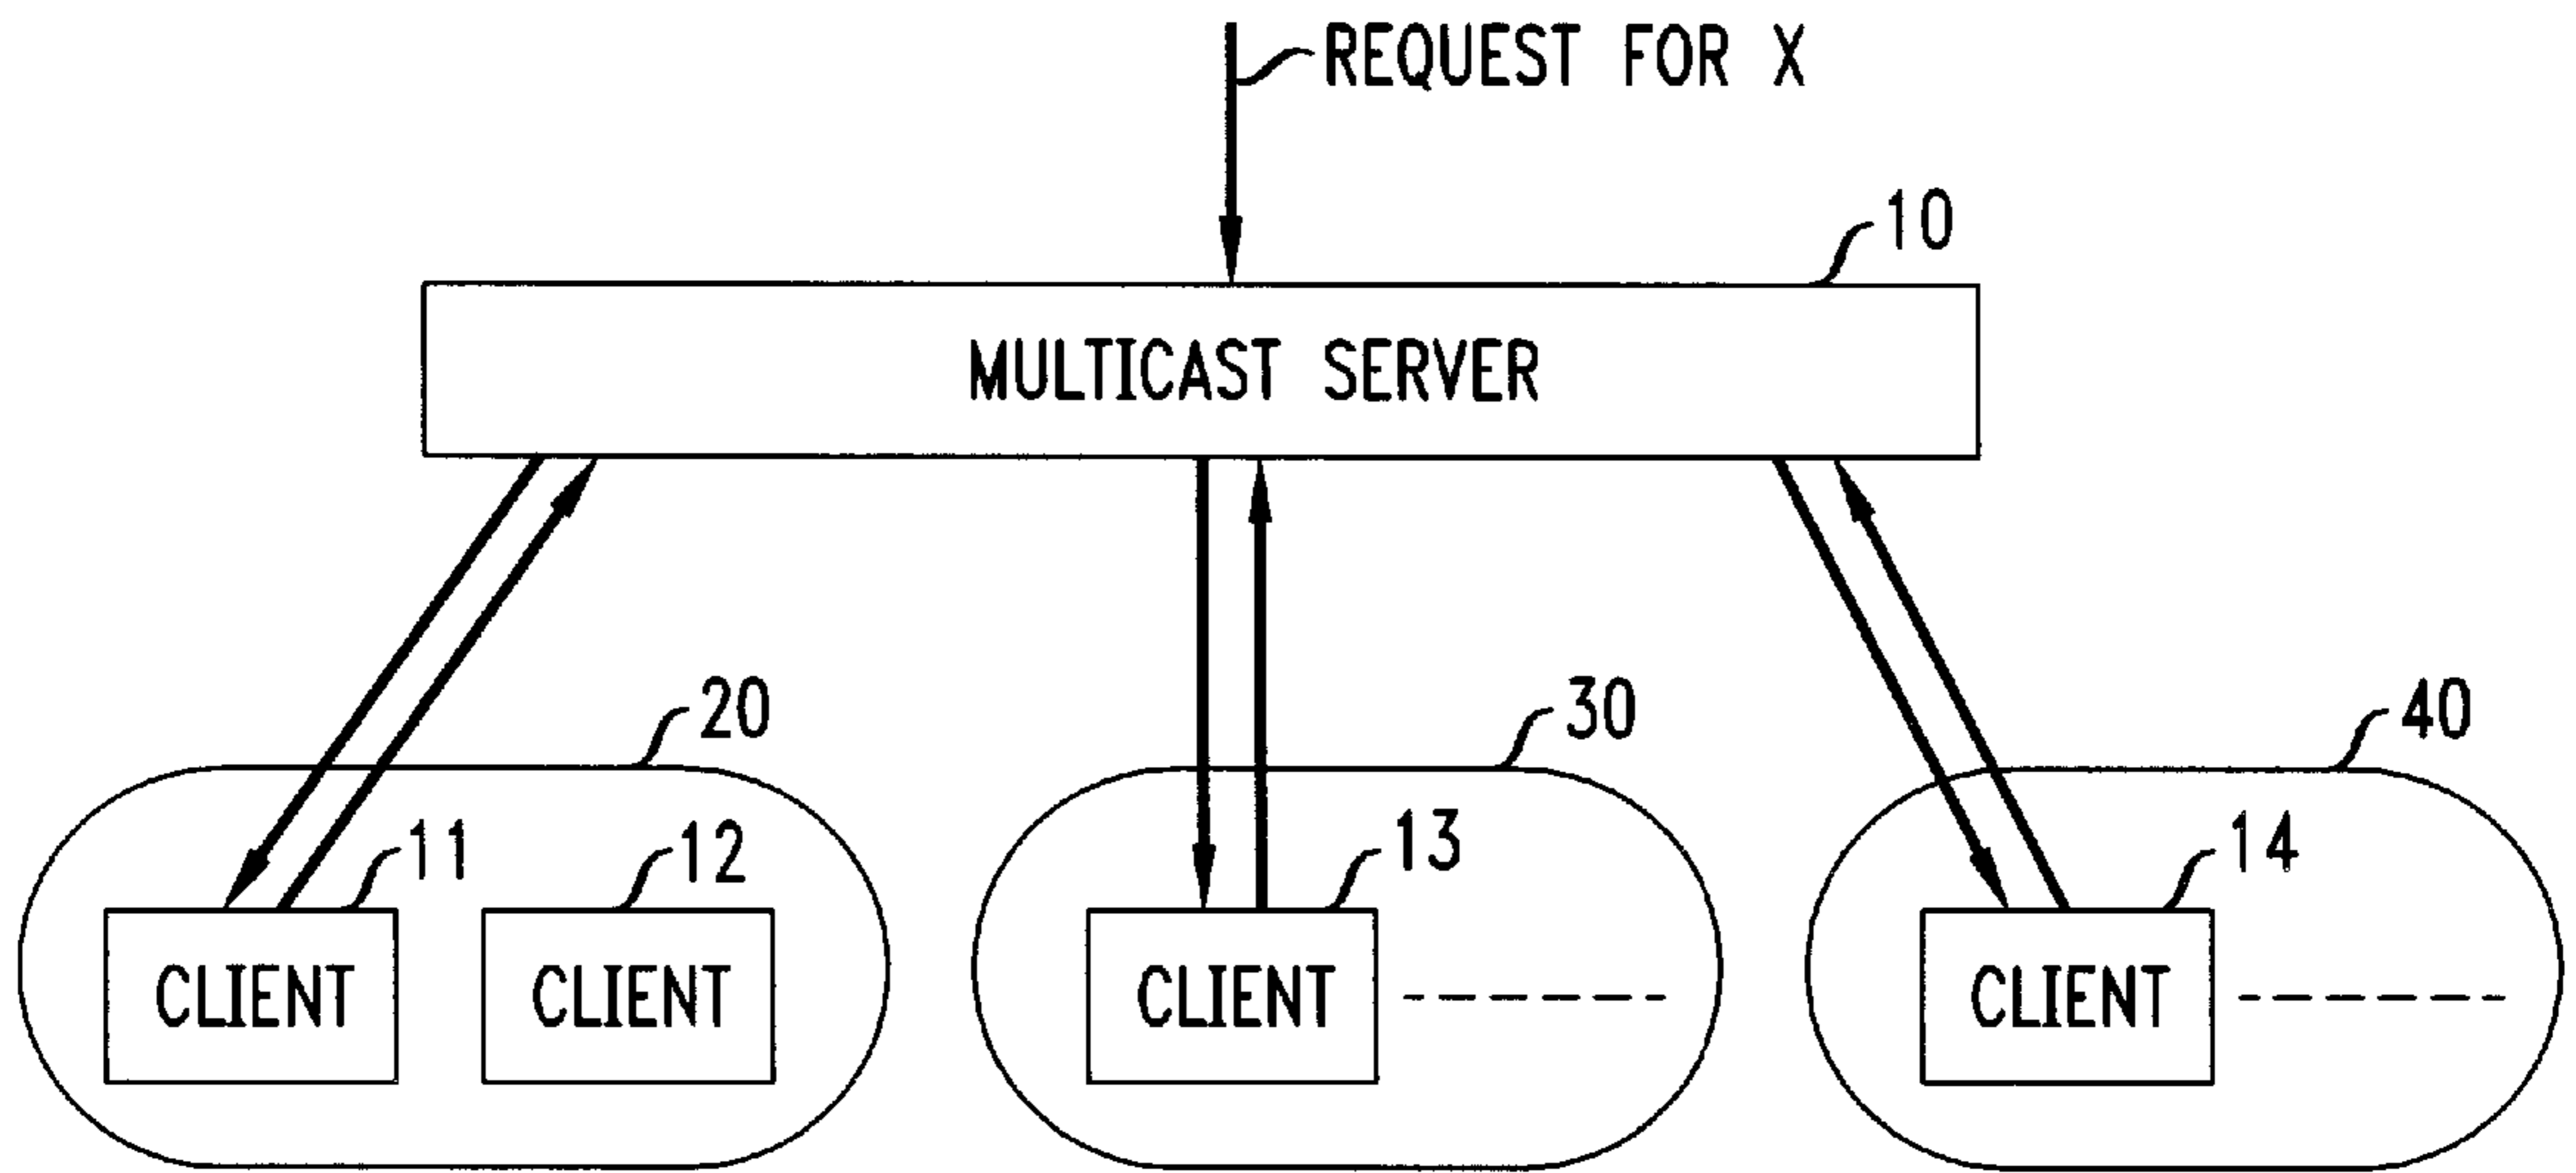 REQUEST FOR X
10
MULTICAST SERVER
20
30
40
11
12
13
14
CLIENT
CLIENT
CLIENT
CLIENT